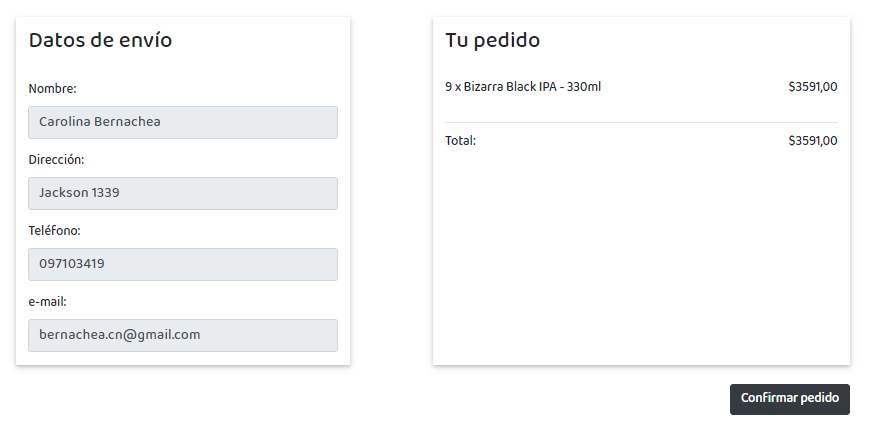 Datos de envío
Nombre:
Carolina Bernachea
Dirección:
Jackson 1339
Teléfono:
097103419
e-mail:
bernachea.cn@gmail.com
Tu pedido
9 x Bizarra Black IPA - 330ml $3591,00
Total: $3591,00
Confirmar pedido